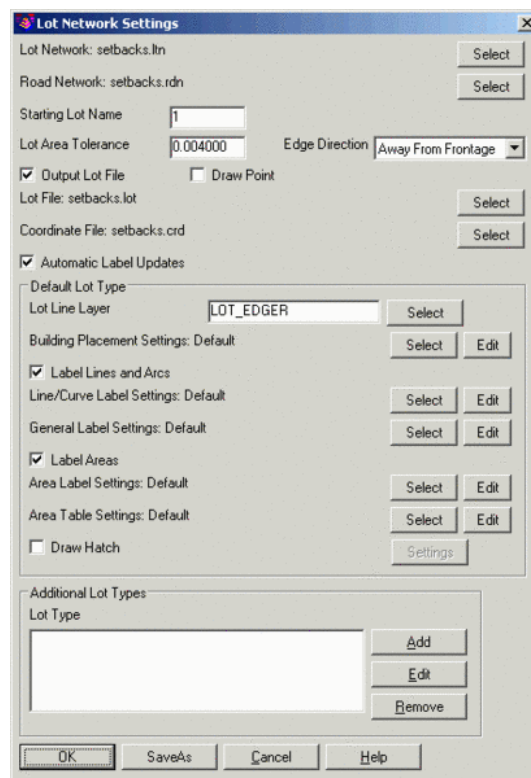 Lot Network Settings
Lot Network: setbacks.ltn Select
Road Network: setbacks.rdn Select
Starting Lot Name 1
Lot Area Tolerance 0.004000 Edge Direction Away From Frontage
Output Lot File Draw Point
Lot File: setbacks.lot Select
Coordinate File: setbacks.crd Select
Automatic Label Updates
Default Lot Type
Lot Line Layer LOT_EDGER Select
Building Placement Settings: Default Select Edit
Label Lines and Arcs
Line/Curve Label Settings: Default Select Edit
General Label Settings: Default Select Edit
Label Areas
Area Label Settings: Default Select Edit
Area Table Settings: Default Select Edit
Draw Hatch Settings
Additional Lot Types
Lot Type
Add
Edit
Remove
OK SaveAs Cancel Help